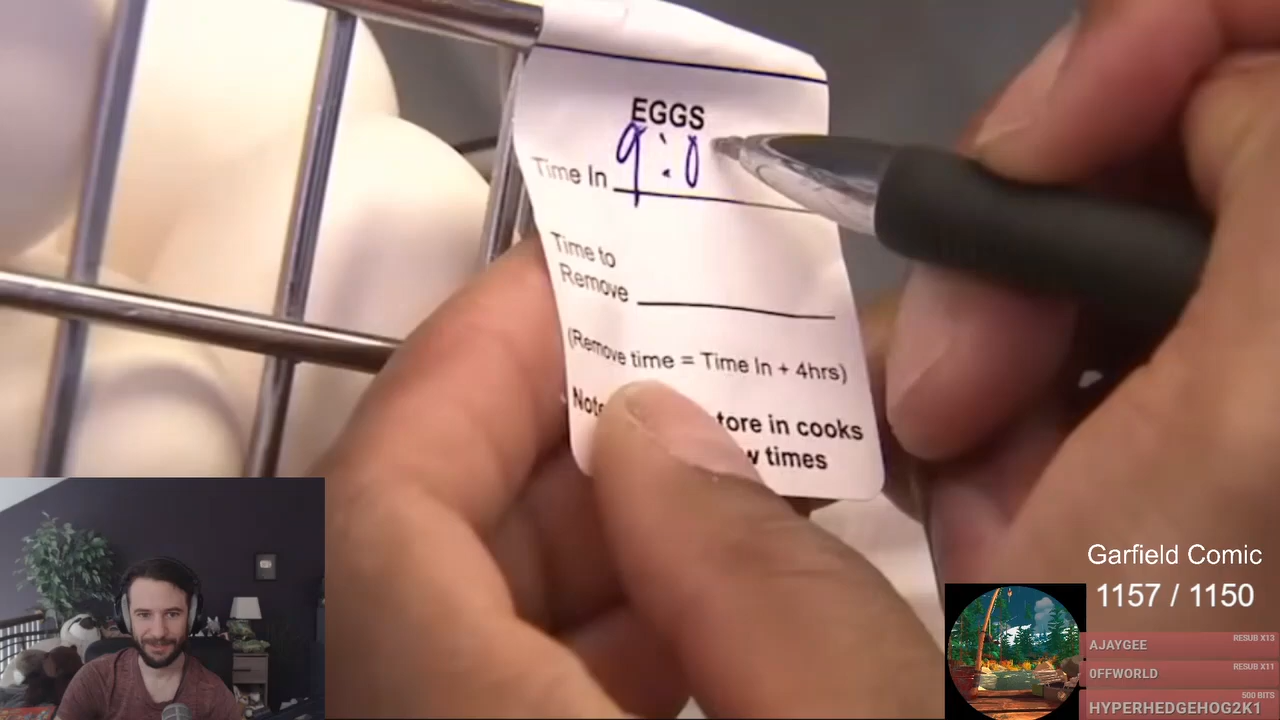 EGGS
Time In 9:0
Time to
Remove
(Remove time = Time In + 4hrs)
in cooks
times
Garfield Comic
1157 / 1150
RESUB X13
AJAYGEE
RESUB X11
0FFWORLD
500 BITS
HYPERHEDGEHOG2K1